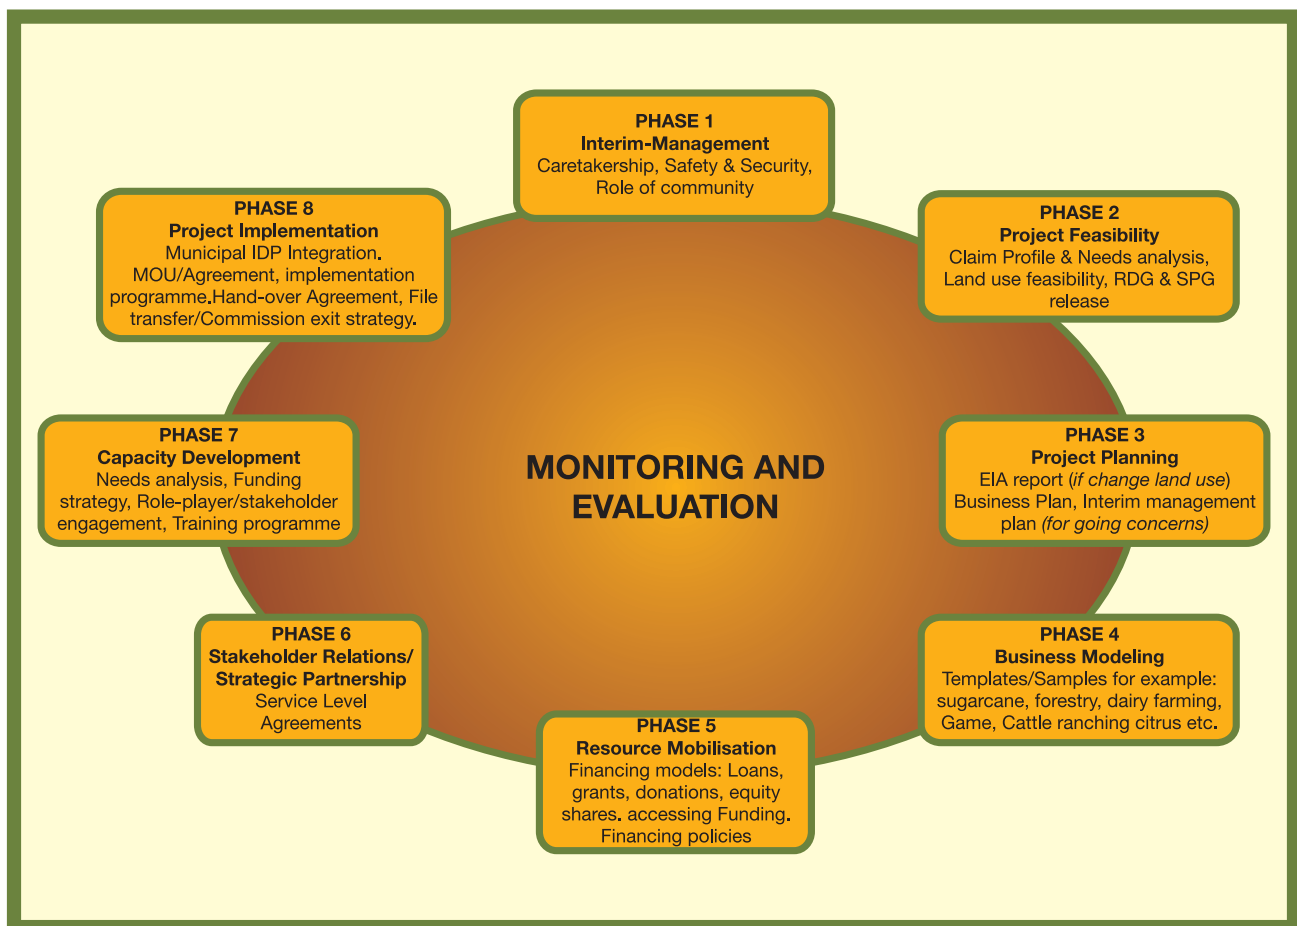 PHASE 1
Interim-Management
Caretakership, Safety & Security,
Role of community
PHASE 2
Project Feasibility
Claim Profile & Needs analysis,
Land use feasibility, RDG & SPG
release
PHASE 3
Project Planning
EIA report (if change land use)
Business Plan, Interim management
plan (for going concerns)
PHASE 4
Business Modeling
Templates/Samples for example:
sugarcane, forestry, dairy farming,
Game, Cattle ranching citrus etc.
PHASE 5
Resource Mobilisation
Financing models: Loans,
grants, donations, equity
shares. accessing Funding.
Financing policies
PHASE 6
Stakeholder Relations/
Strategic Partnership
Service Level
Agreements
PHASE 7
Capacity Development
Needs analysis, Funding
strategy, Role-player/stakeholder
engagement, Training programme
PHASE 8
Project Implementation
Municipal IDP Integration.
MOU/Agreement, implementation
programme.Hand-over Agreement, File
transfer/Commission exit strategy.
MONITORING AND
EVALUATION